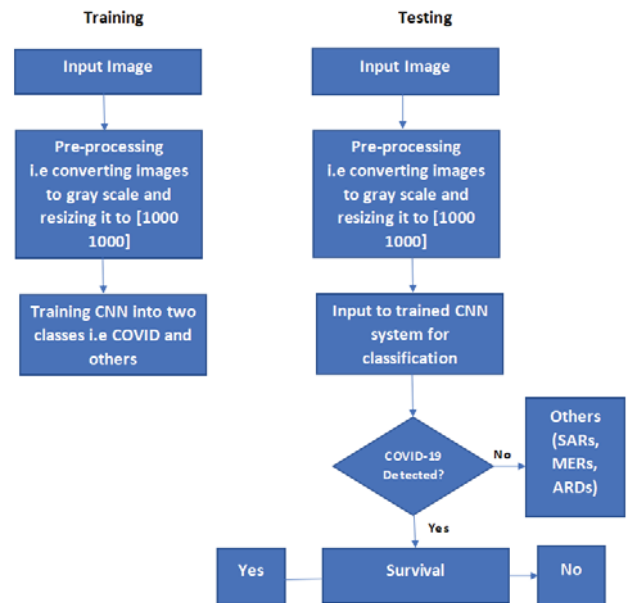 Training
Input Image
Pre-processing
i.e converting images
to gray scale and
resizing it to [1000
1000]
Training CNN into two
classes i.e COVID and
others
Testing
Input Image
Pre-processing
i.e converting images
to gray scale and
resizing it to [1000
1000]
Input to trained CNN
system for
classification
COVID-19
Detected?
No
Others
(SARs,
MERs,
ARDs)
Yes
Yes
Survival
No